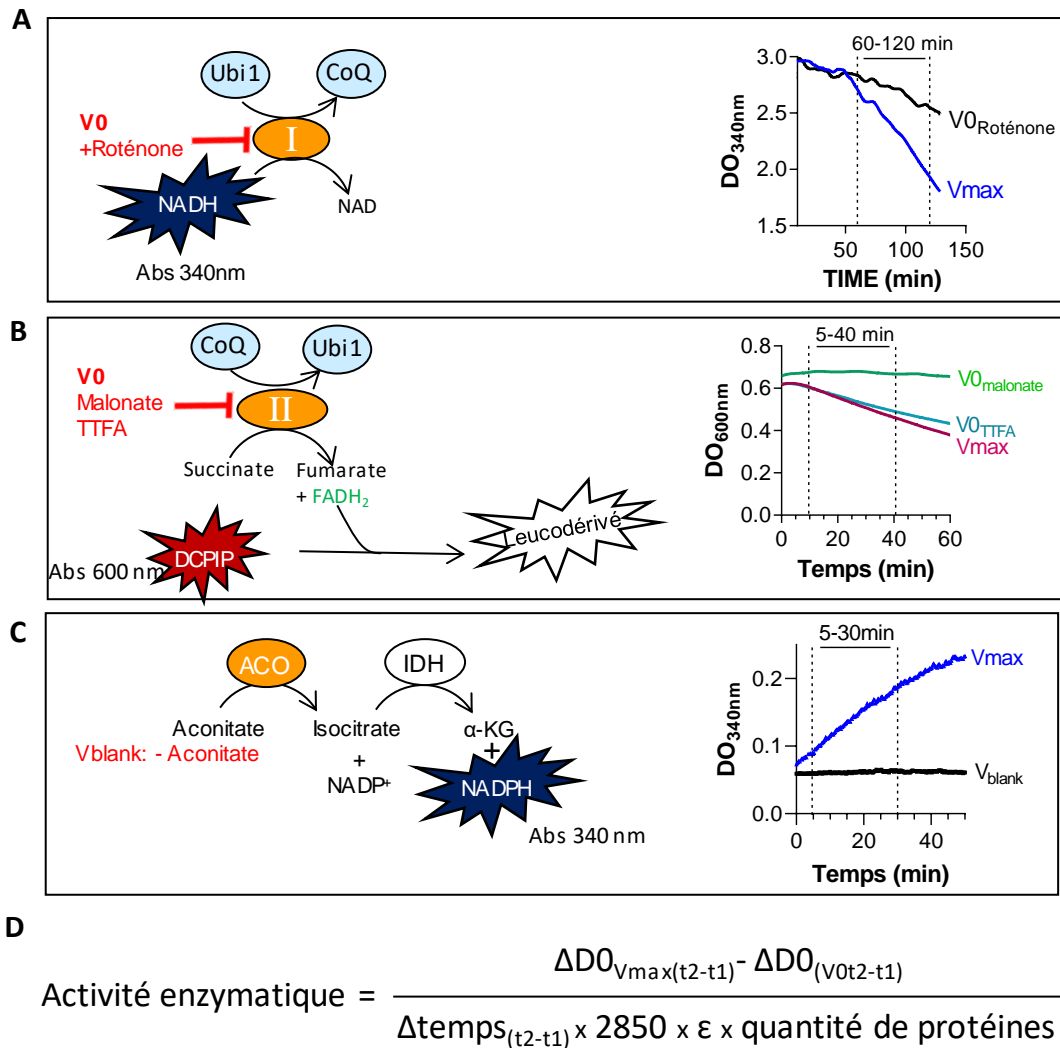 A
Ubi1
CoQ
V0
+Roténone
I
NADH
NAD
Abs 340nm
60-120 min
3.0
2.5
2.0
1.5
DO340nm
V0Roténone
Vmax
50
100
150
TIME (min)
B
CoQ
Ubi1
V0
Malonate
TTFA
II
Succinate
Fumarate
+ FADH2
DCPIP
Abs 600 nm
Leucodérivé
5-40 min
0.8
0.6
0.4
0.2
0.0
DO600nm
V0malonate
V0TTFA
Vmax
0
20
40
60
Temps (min)
C
ACO
IDH
Aconitate
Isocitrate
α-KG
Vblank: - Aconitate
+
NADP+
+
NADPH
Abs 340 nm
5-30min
0.2
0.1
0.0
DO340nm
Vmax
Vblank
0
20
40
Temps (min)
D
Activité enzymatique =
ΔD0Vmax(t2-t1)- ΔD0(V0t2-t1)
Δtemps(t2-t1) x 2850 x ε x quantité de protéines